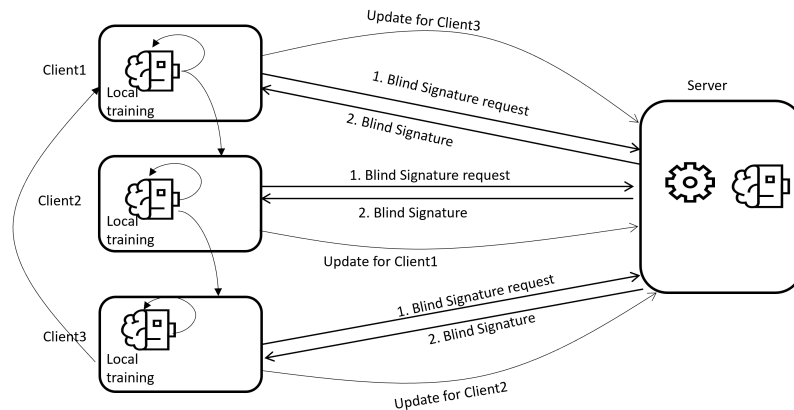 Update for Client3
Client1
Local
training
1. Blind Signature request
2. Blind Signature
Server
Client2
Local
training
1. Blind Signature request
2. Blind Signature
Update for Client1
Client3
Local
training
1. Blind Signature request
2. Blind Signature
Update for Client2